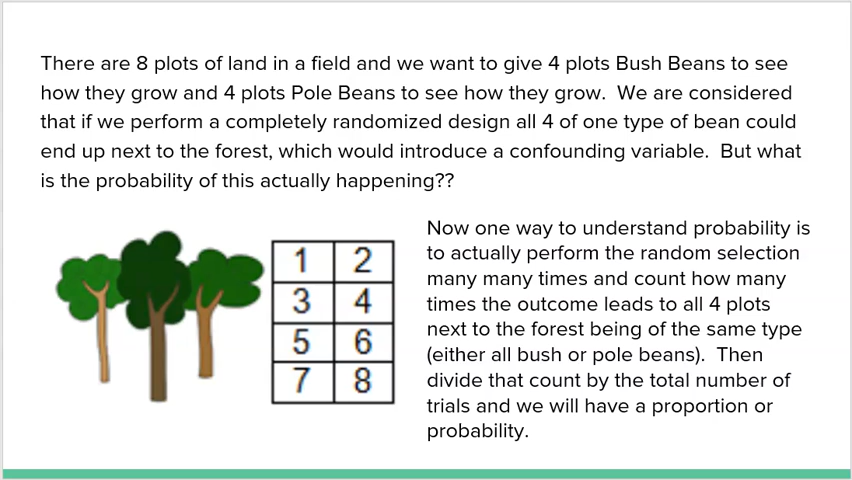 There are 8 plots of land in a field and we want to give 4 plots Bush Beans to see
how they grow and 4 plots Pole Beans to see how they grow.  We are considered
that if we perform a completely randomized design all 4 of one type of bean could
end up next to the forest, which would introduce a confounding variable.  But what
is the probability of this actually happening??
1 2
3 4
5 6
7 8
Now one way to understand probability is
to actually perform the random selection
many many times and count how many
times the outcome leads to all 4 plots
next to the forest being of the same type
(either all bush or pole beans).  Then
divide that count by the total number of
trials and we will have a proportion or
probability.